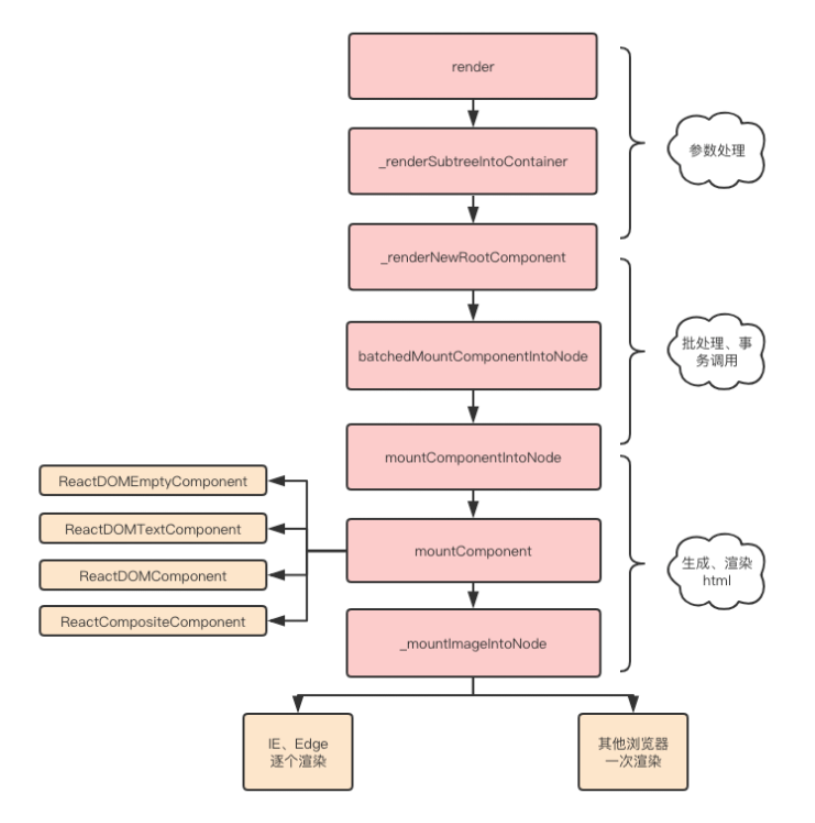 render
_renderSubtreeIntoContainer
参数处理
_renderNewRootComponent
batchedMountComponentIntoNode
批处理、事
务调用
mountComponentIntoNode
ReactDOMEmptyComponent
ReactDOMTextComponent
ReactDOMComponent
ReactCompositeComponent
mountComponent
生成、渲染
html
_mountImageIntoNode
IE、Edge
逐个渲染
其他浏览器
一次渲染